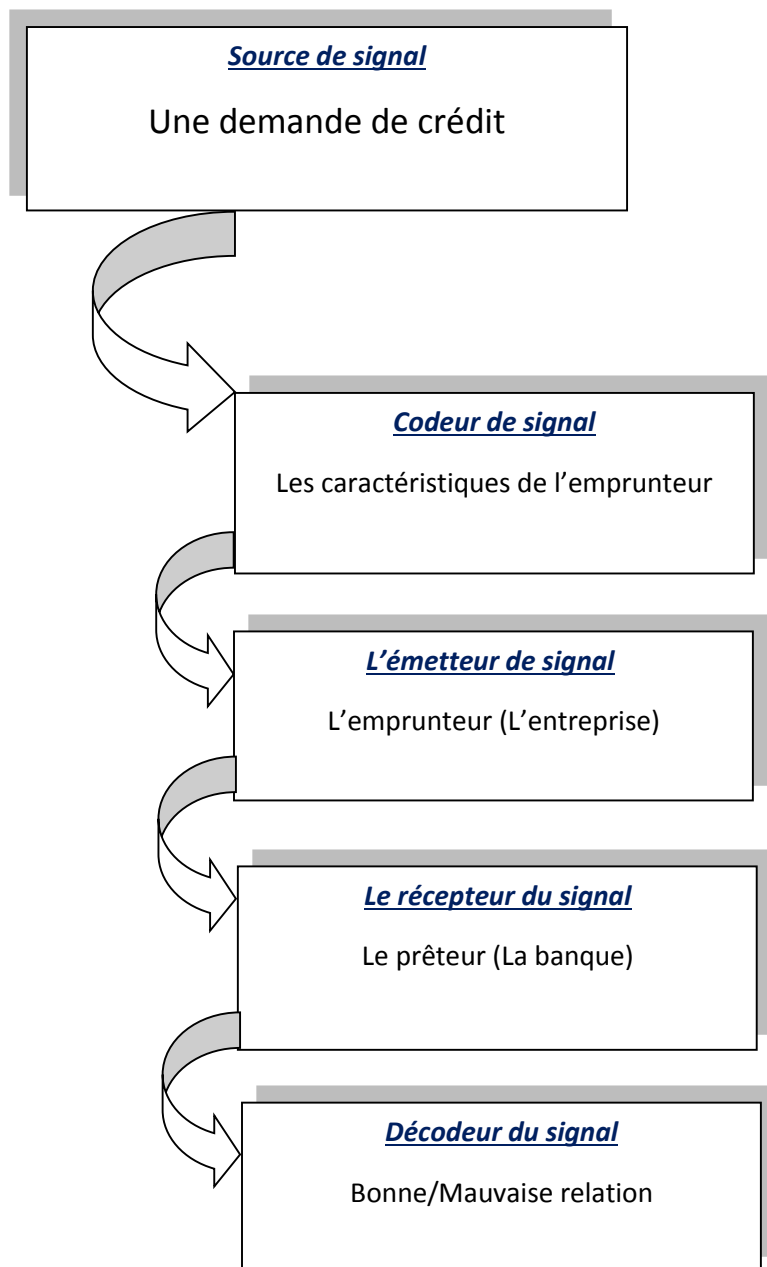 Source de signal
Une demande de crédit
Codeur de signal
Les caractéristiques de l’emprunteur
L’émetteur de signal
L’emprunteur (L’entreprise)
Le récepteur du signal
Le prêteur (La banque)
Décodeur du signal
Bonne/Mauvaise relation